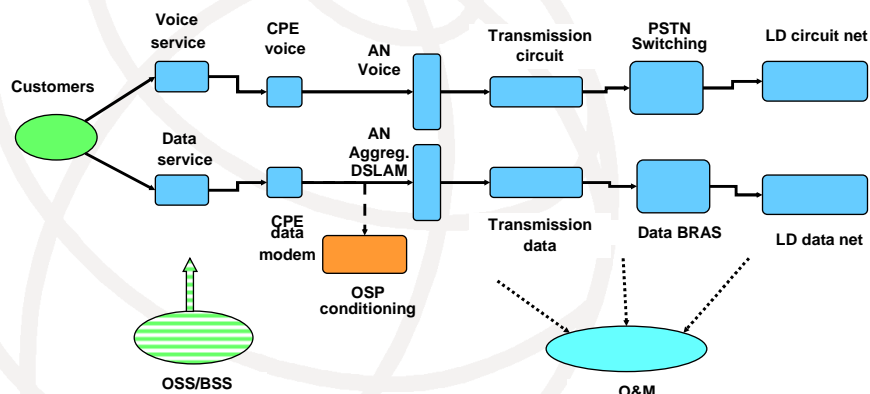 Voice
service
CPE
voice
AN
Voice
Transmission
circuit
PSTN
Switching
LD circuit net
Customers
Data
service
AN
Aggreg.
DSLAM
CPE
data
modem
Transmission
data
Data BRAS
LD data net
OSP
conditioning
OSS/BSS
O&M